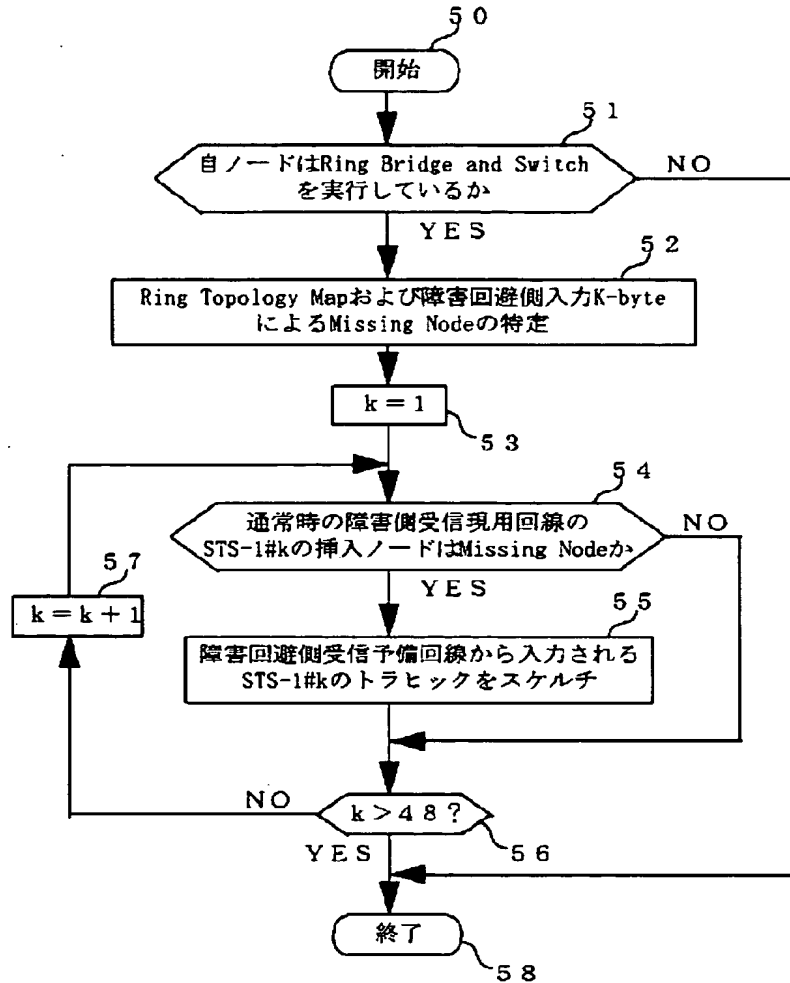 50
開始
51
自ノードはRing Bridge and Switch
を実行しているか
NO
YES
52
Ring Topology Mapおよび障害回避側入力K-byte
によるMissing Nodeの特定
k=1
53
54
通常時の障害側受信現用回線の
STS-1#kの挿入ノードはMissing Nodeか
NO
YES
57
k=k+1
55
障害回避側受信予備回線から入力される
STS-1#kのトラヒックをスケルチ
NO
k>48?
YES
56
終了
58